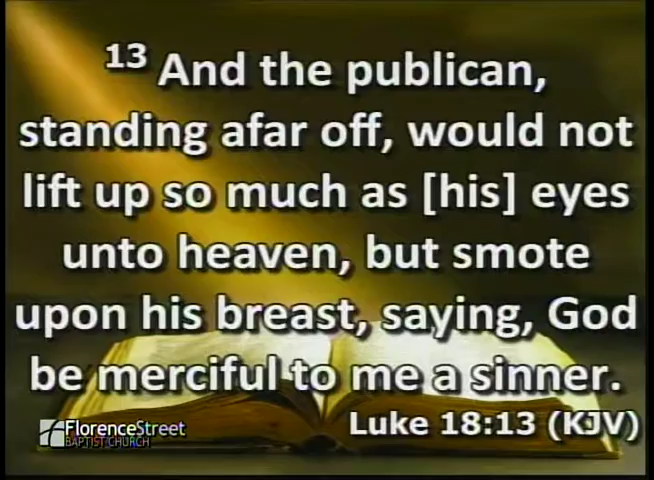 13 And the publican,
standing afar off, would not
lift up so much as [his] eyes
unto heaven, but smote
upon his breast, saying, God
be merciful to me a sinner.
Luke 18:13 (KJV)
FlorenceStreet
BAPTIST CHURCH